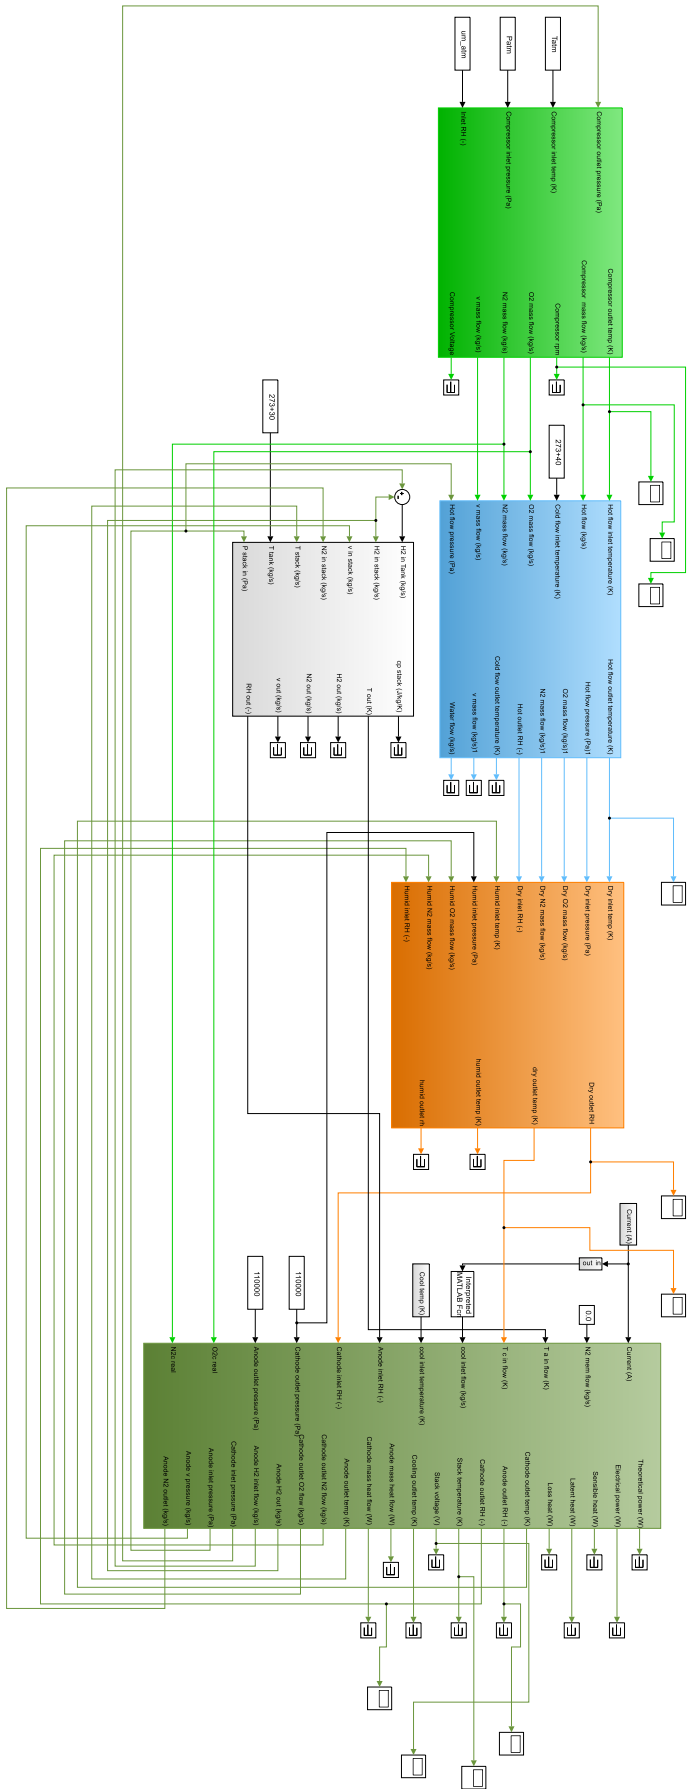 Tatm
Patm
um_atm
Compressor outlet pressure (Pa)
Compressor inlet temp (K)
Compressor inlet pressure (Pa)
Inlet RH (-)
Compressor outlet temp (K)
Compressor mass flow (kg/s)
Compressor rpm
O2 mass flow (kg/s)
N2 mass flow (kg/s)
v mass flow (kg/s)
Compressor Voltage
273+30
273+40
Hot flow inlet temperature (K)
Hot flow (kg/s)
Cold flow inlet temperature (K)
O2 mass flow (kg/s)
N2 mass flow (kg/s)
v mass flow (kg/s)
Hot flow pressure (Pa)
Hot flow outlet temperature (K)
Hot flow pressure (Pa)1
O2 mass flow (kg/s)1
N2 mass flow (kg/s)1
Hot outlet RH (-)
Cold flow outlet temperature (K)
v mass flow (kg/s)1
Water flow (kg/s)
H2 in Tank (kg/s)
H2 in stack (kg/s)
v in stack (kg/s)
N2 in stack (kg/s)
T stack (kg/s)
T tank (kg/s)
P stack in (Pa)
cp stack (J/kg/K)
T out (K)
H2 out (kg/s)
N2 out (kg/s)
v out (kg/s)
RH out (-)
Dry inlet temp (K)
Dry inlet pressure (Pa)
Dry O2 mass flow (kg/s)
Dry N2 mass flow (kg/s)
Dry inlet RH (-)
Humid inlet temp (K)
Humid inlet pressure (Pa)
Humid O2 mass flow (kg/s)
Humid N2 mass flow (kg/s)
Humid inlet RH (-)
Dry outlet RH
dry outlet temp (K)
humid outlet temp (K)
humid outlet rh
Current (A)
out in
0.0
Interpreted
MATLAB Fcn
Cool temp (K)
110000
110000
Current (A)
N2 mem flow (kg/s)
T a in flow (K)
T c in flow (K)
cool inlet flow (kg/s)
cool inlet temperature (K)
Anode inlet RH (-)
Cathode inlet RH (-)
Cathode outlet pressure (Pa)
Anode outlet pressure (Pa)
O2c real
N2c real
Theoretical power (W)
Electrical power (W)
Sensible heat (W)
Latent heat (W)
Loss heat (W)
Cathode outlet temp (K)
Anode outlet RH (-)
Cathode outlet RH (-)
Stack temperature (K)
Stack voltage (V)
Cooling outlet temp (K)
Anode mass heat flow (W)
Cathode mass heat flow (W)
Anode outlet temp (K)
Cathode outlet N2 flow (kg/s)
Cathode outlet O2 flow (kg/s)
Anode H2 out (kg/s)
Anode H2 inlet flow (kg/s)
Cathode inlet pressure (Pa)
Anode inlet pressure (Pa)
Anode v pressure (kg/s)
Anode N2 outlet (kg/s)